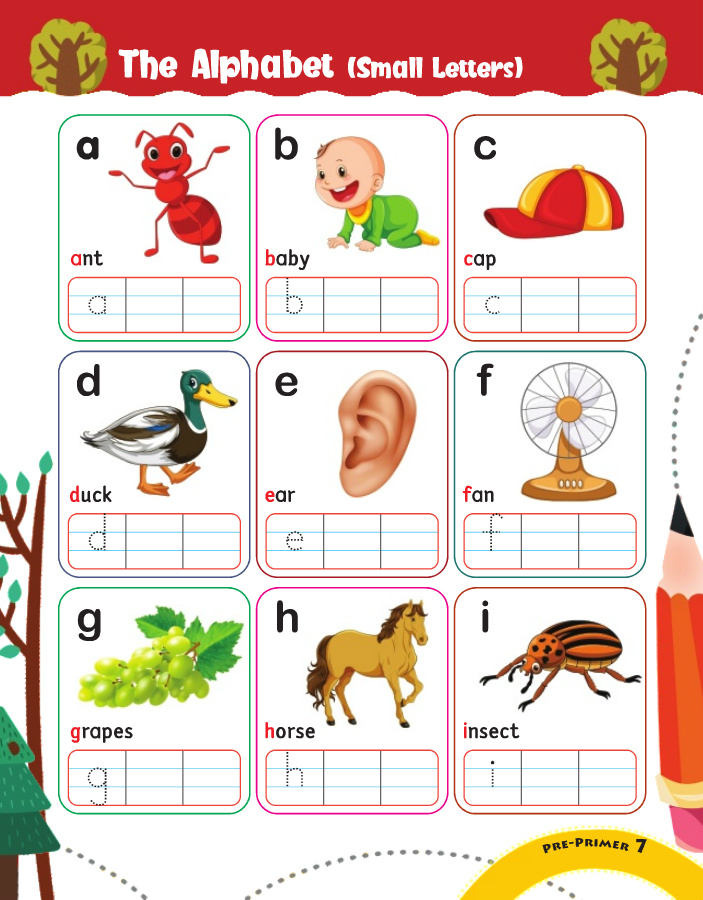 The Alphabet (Small Letters)
a
b
c
ant
baby
cap
a
b
c
d
e
f
duck
ear
fan
d
e
f
g
h
i
grapes
horse
insect
g
h
i
PRE-PRIMER 7